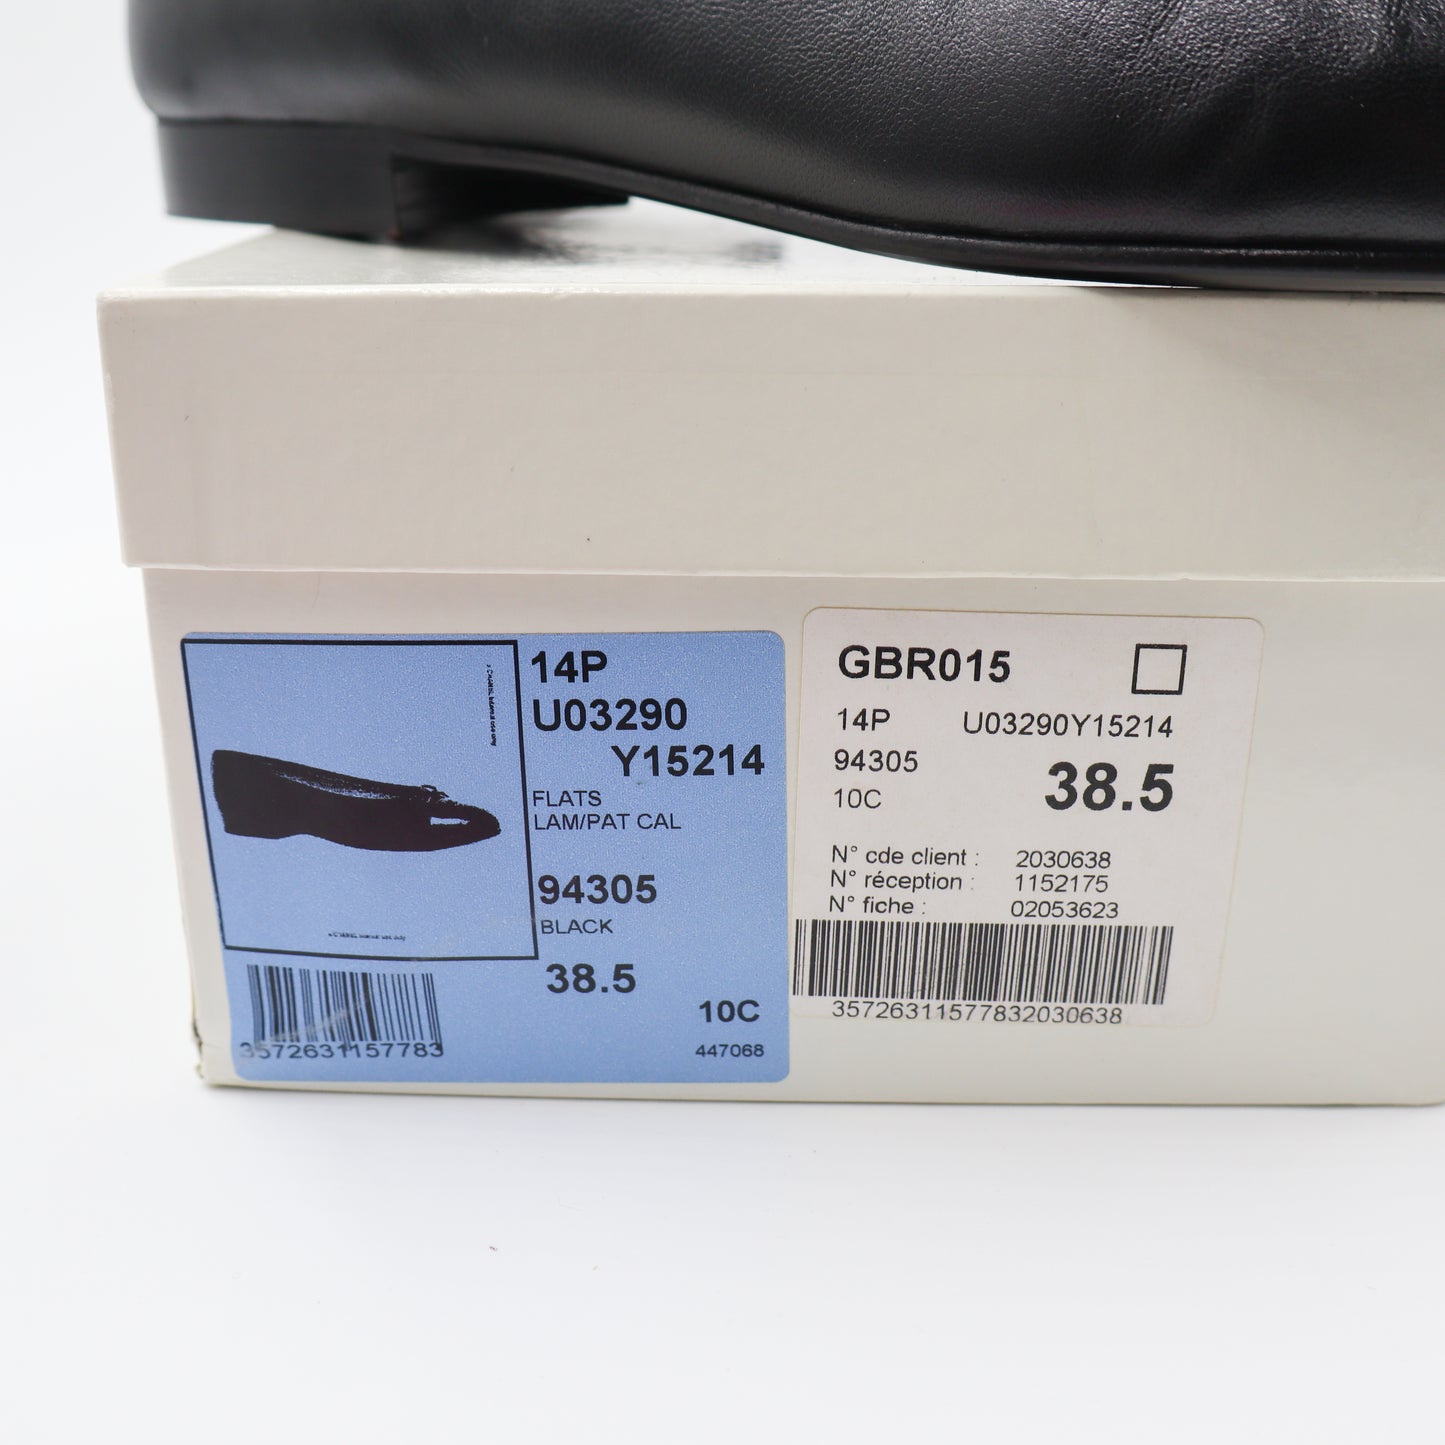 14P
U03290
Y15214
FLATS
LAM/PAT CAL
94305
BLACK
38.5
10C
3572631157783
447068
GBR015
14P U03290Y15214
94305
38.5
10C
N° cde client : 2030638
N° réception : 1152175
N° fiche : 02053623
35726311577832030638